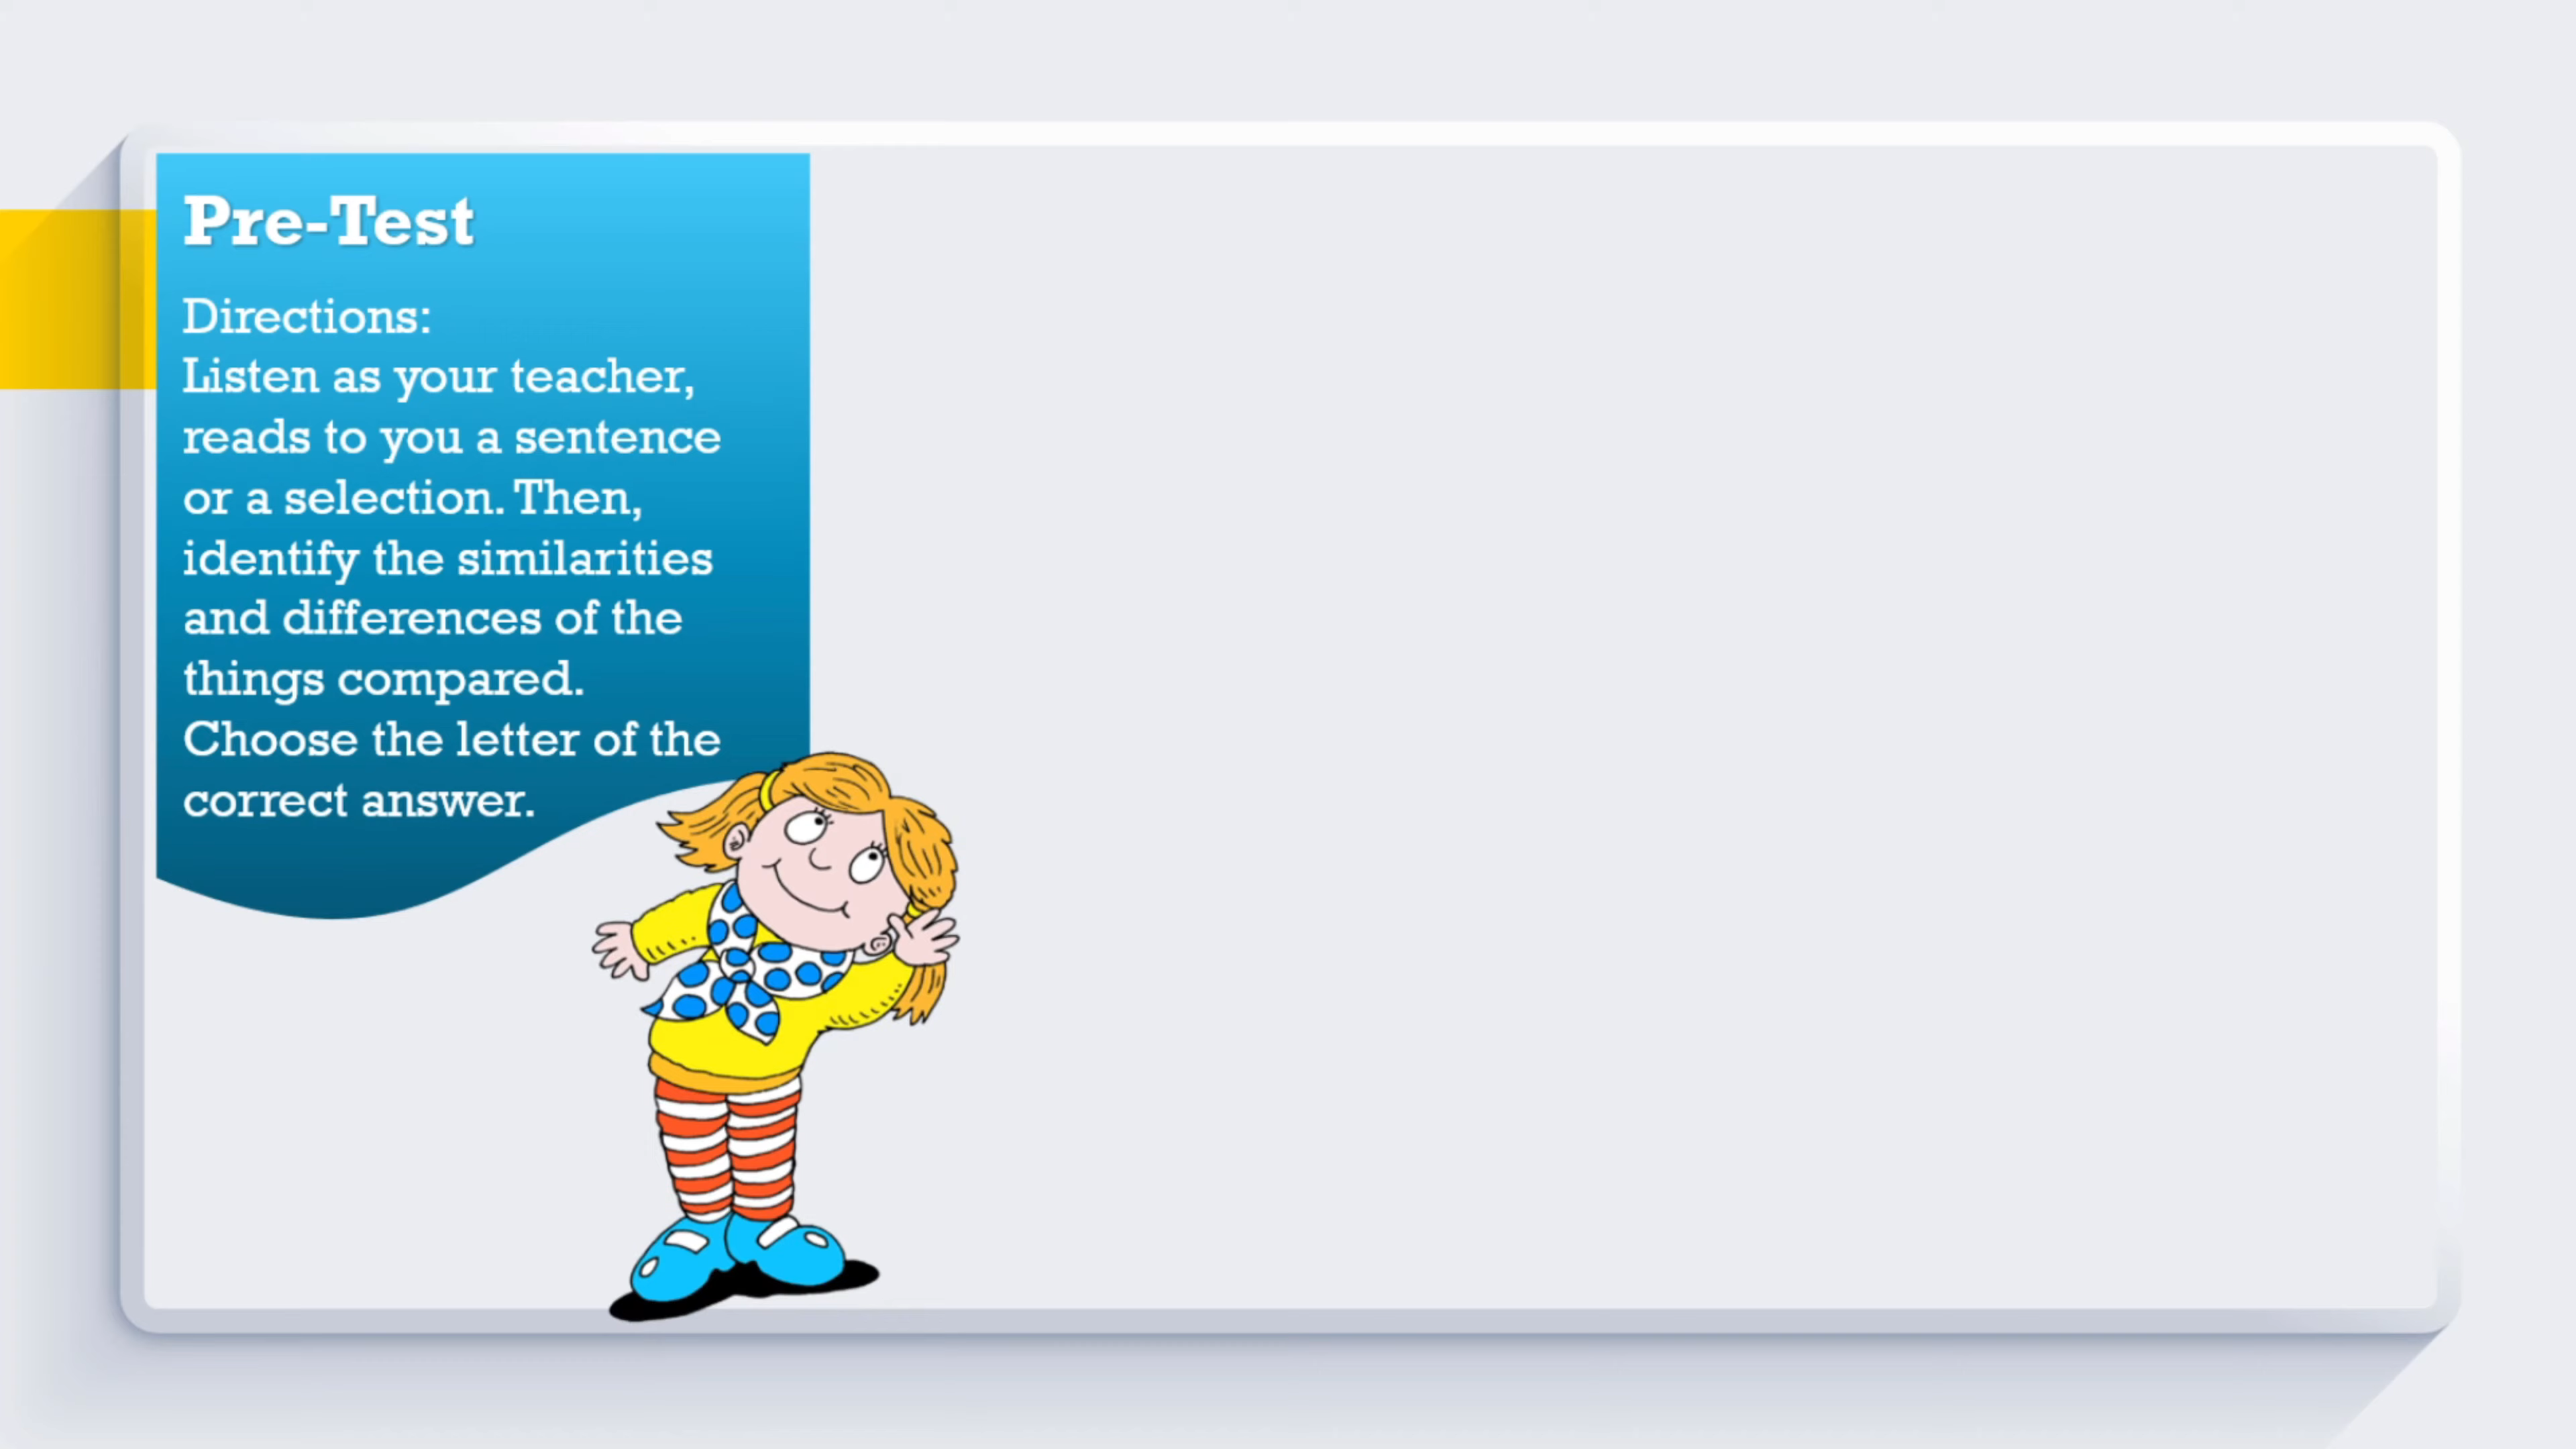 Pre-Test
Directions:
Listen as your teacher,
reads to you a sentence
or a selection. Then,
identify the similarities
and differences of the
things compared.
Choose the letter of the
correct answer.